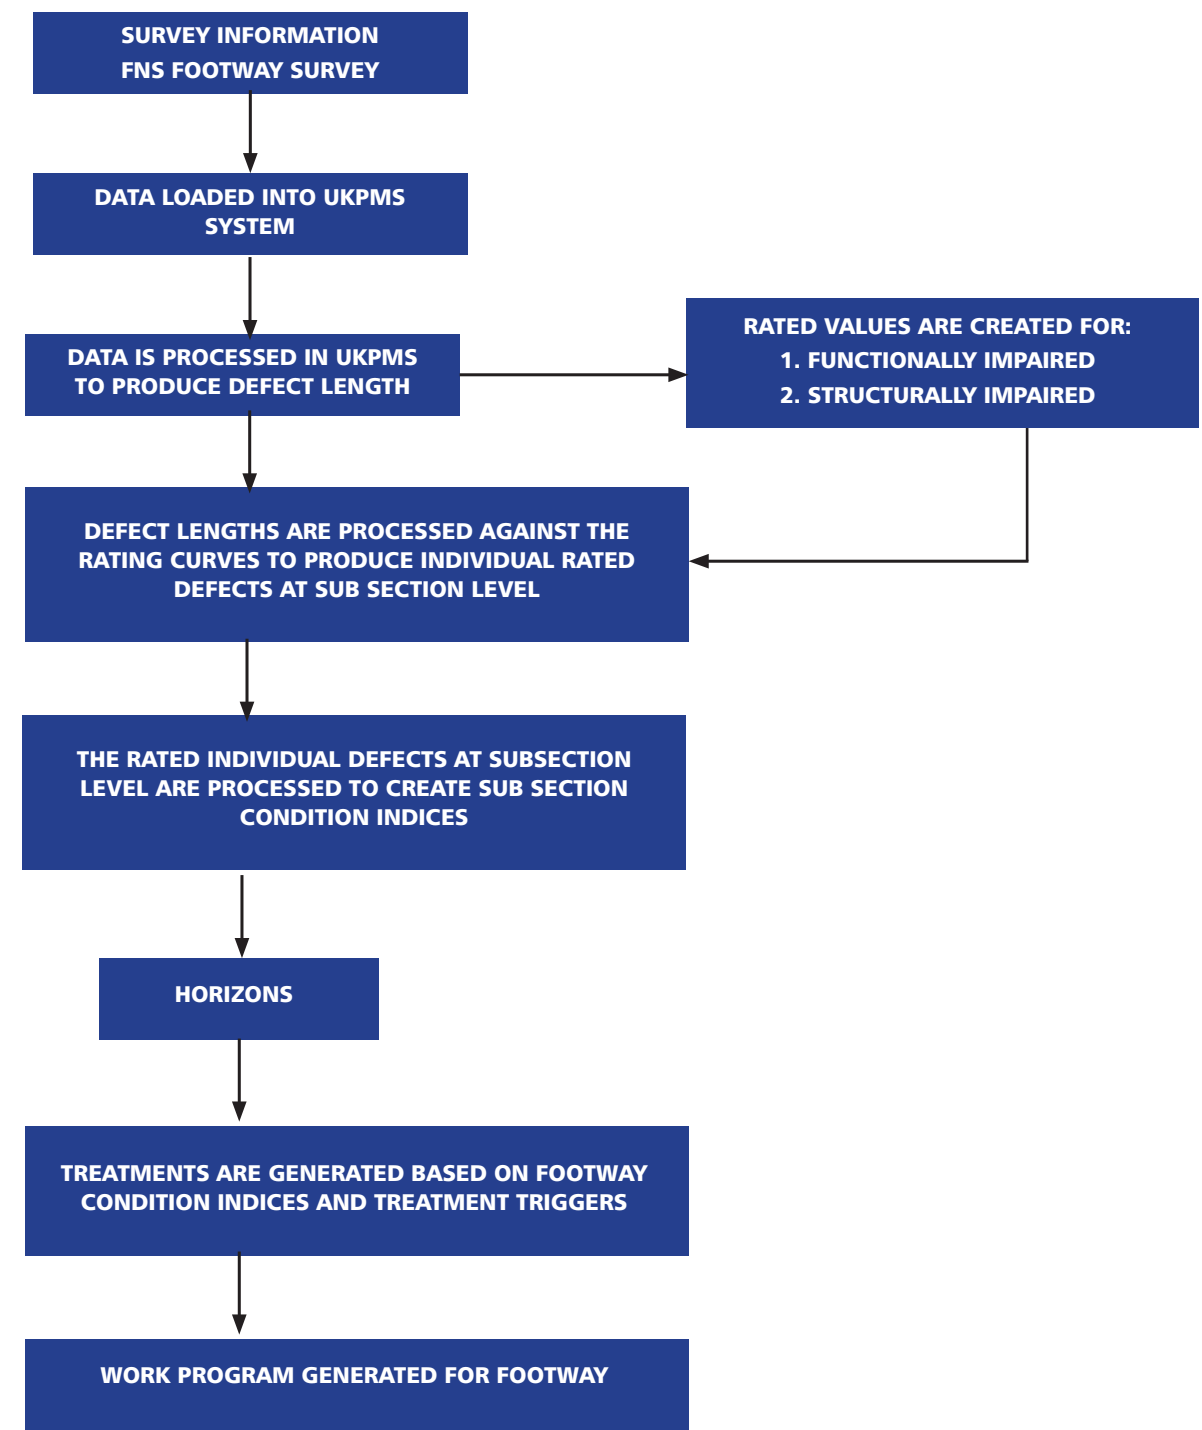 SURVEY INFORMATION
FNS FOOTWAY SURVEY
DATA LOADED INTO UKPMS
SYSTEM
DATA IS PROCESSED IN UKPMS
TO PRODUCE DEFECT LENGTH
RATED VALUES ARE CREATED FOR:
1. FUNCTIONALLY IMPAIRED
2. STRUCTURALLY IMPAIRED
DEFECT LENGTHS ARE PROCESSED AGAINST THE
RATING CURVES TO PRODUCE INDIVIDUAL RATED
DEFECTS AT SUB SECTION LEVEL
THE RATED INDIVIDUAL DEFECTS AT SUBSECTION
LEVEL ARE PROCESSED TO CREATE SUB SECTION
CONDITION INDICES
HORIZONS
TREATMENTS ARE GENERATED BASED ON FOOTWAY
CONDITION INDICES AND TREATMENT TRIGGERS
WORK PROGRAM GENERATED FOR FOOTWAY